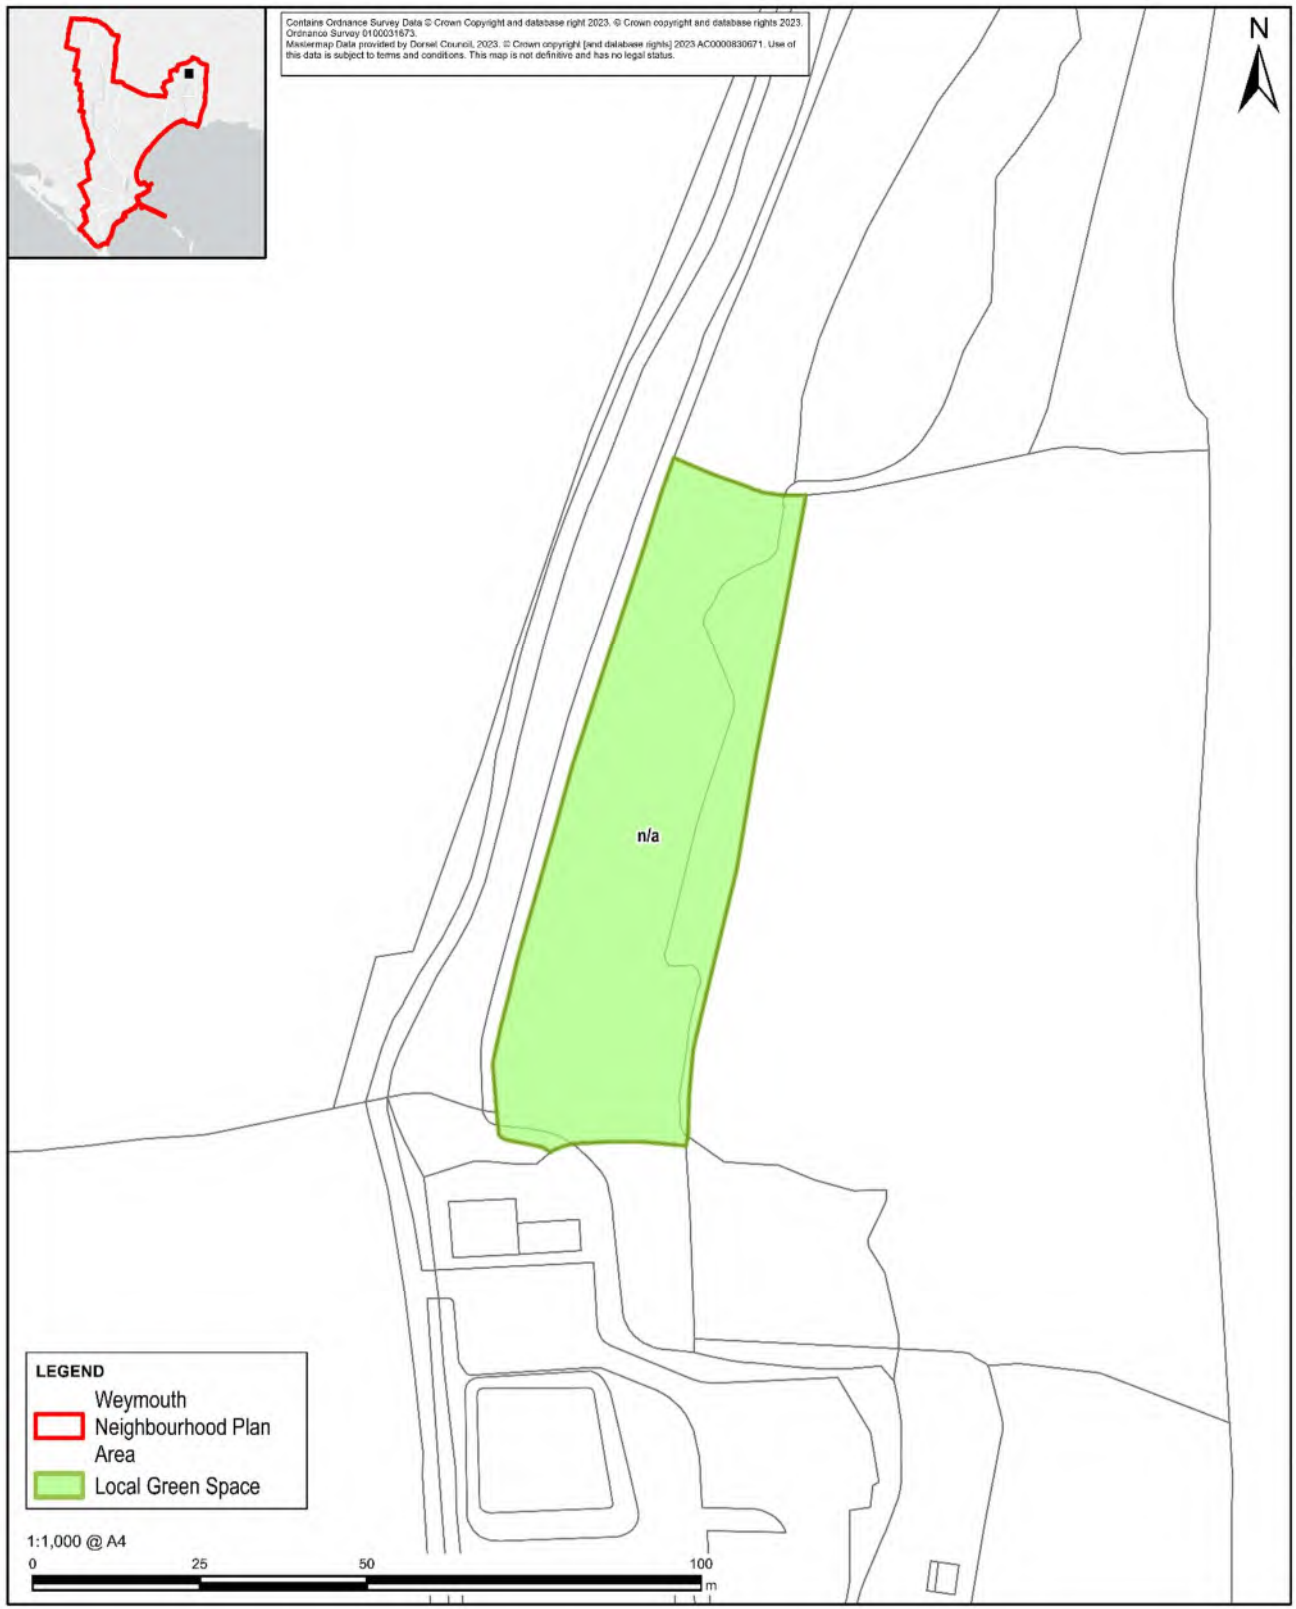 Contains Ordnance Survey Data © Crown Copyright and database right 2023. © Crown copyright and database rights 2023.
Ordnance Survey 0100031673.
Mastermap Data provided by Dorset Council, 2023. © Crown copyright [and database rights] 2023 AC0000830671. Use of
this data is subject to terms and conditions. This map is not definitive and has no legal status.
N
n/a
LEGEND
Weymouth
Neighbourhood Plan
Area
Local Green Space
1:1,000 @ A4
0 25 50 100
m